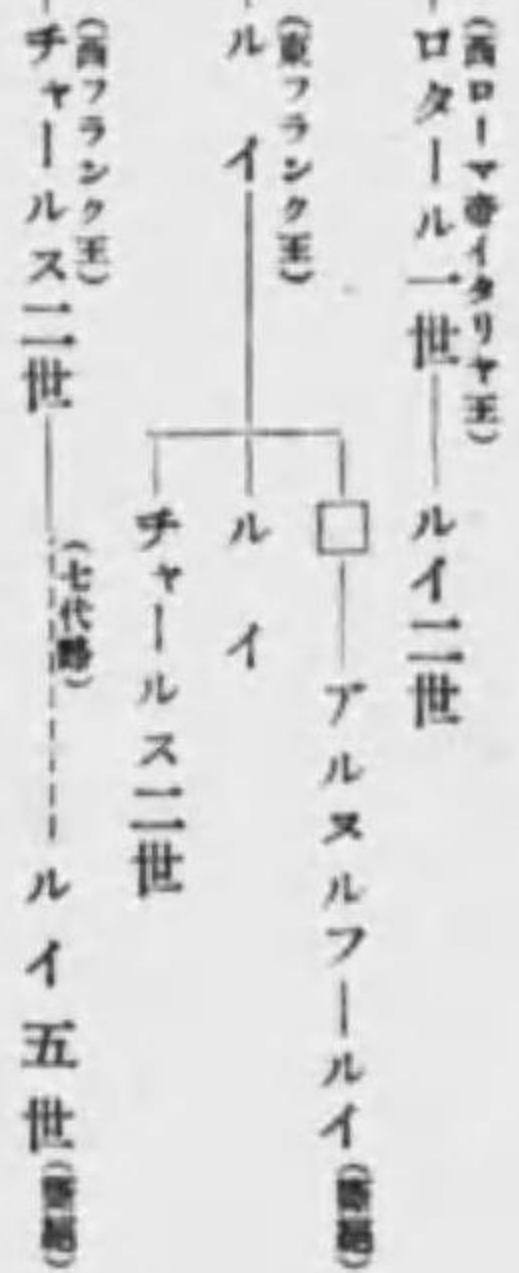 (西ローマ帝イタリヤ王)
ロタール一世―ルイ二世
□―アルヌルフ―ルイ(斷絶)
(東フランク王)
ルイ
ルイ
チャールス二世
(西フランク王)
チャールス二世
(七代略)
ルイ五世(斷絶)